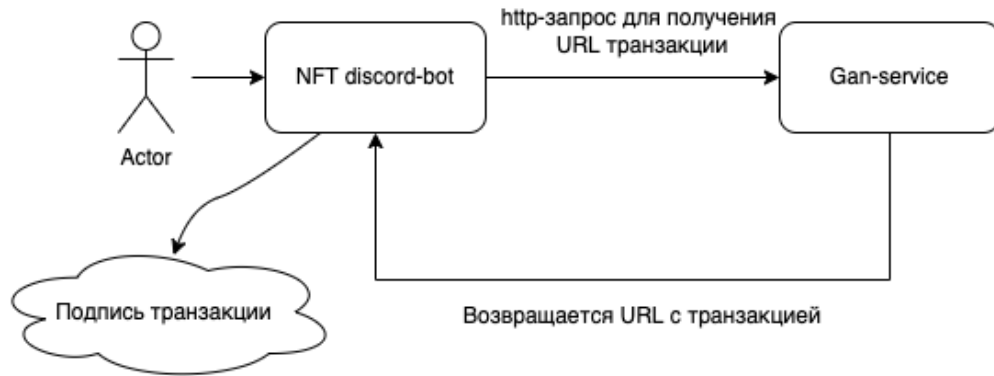 http-запрос для получения
URL транзакции
NFT discord-bot
Gan-service
Actor
Подпись транзакции
Возвращается URL с транзакцией